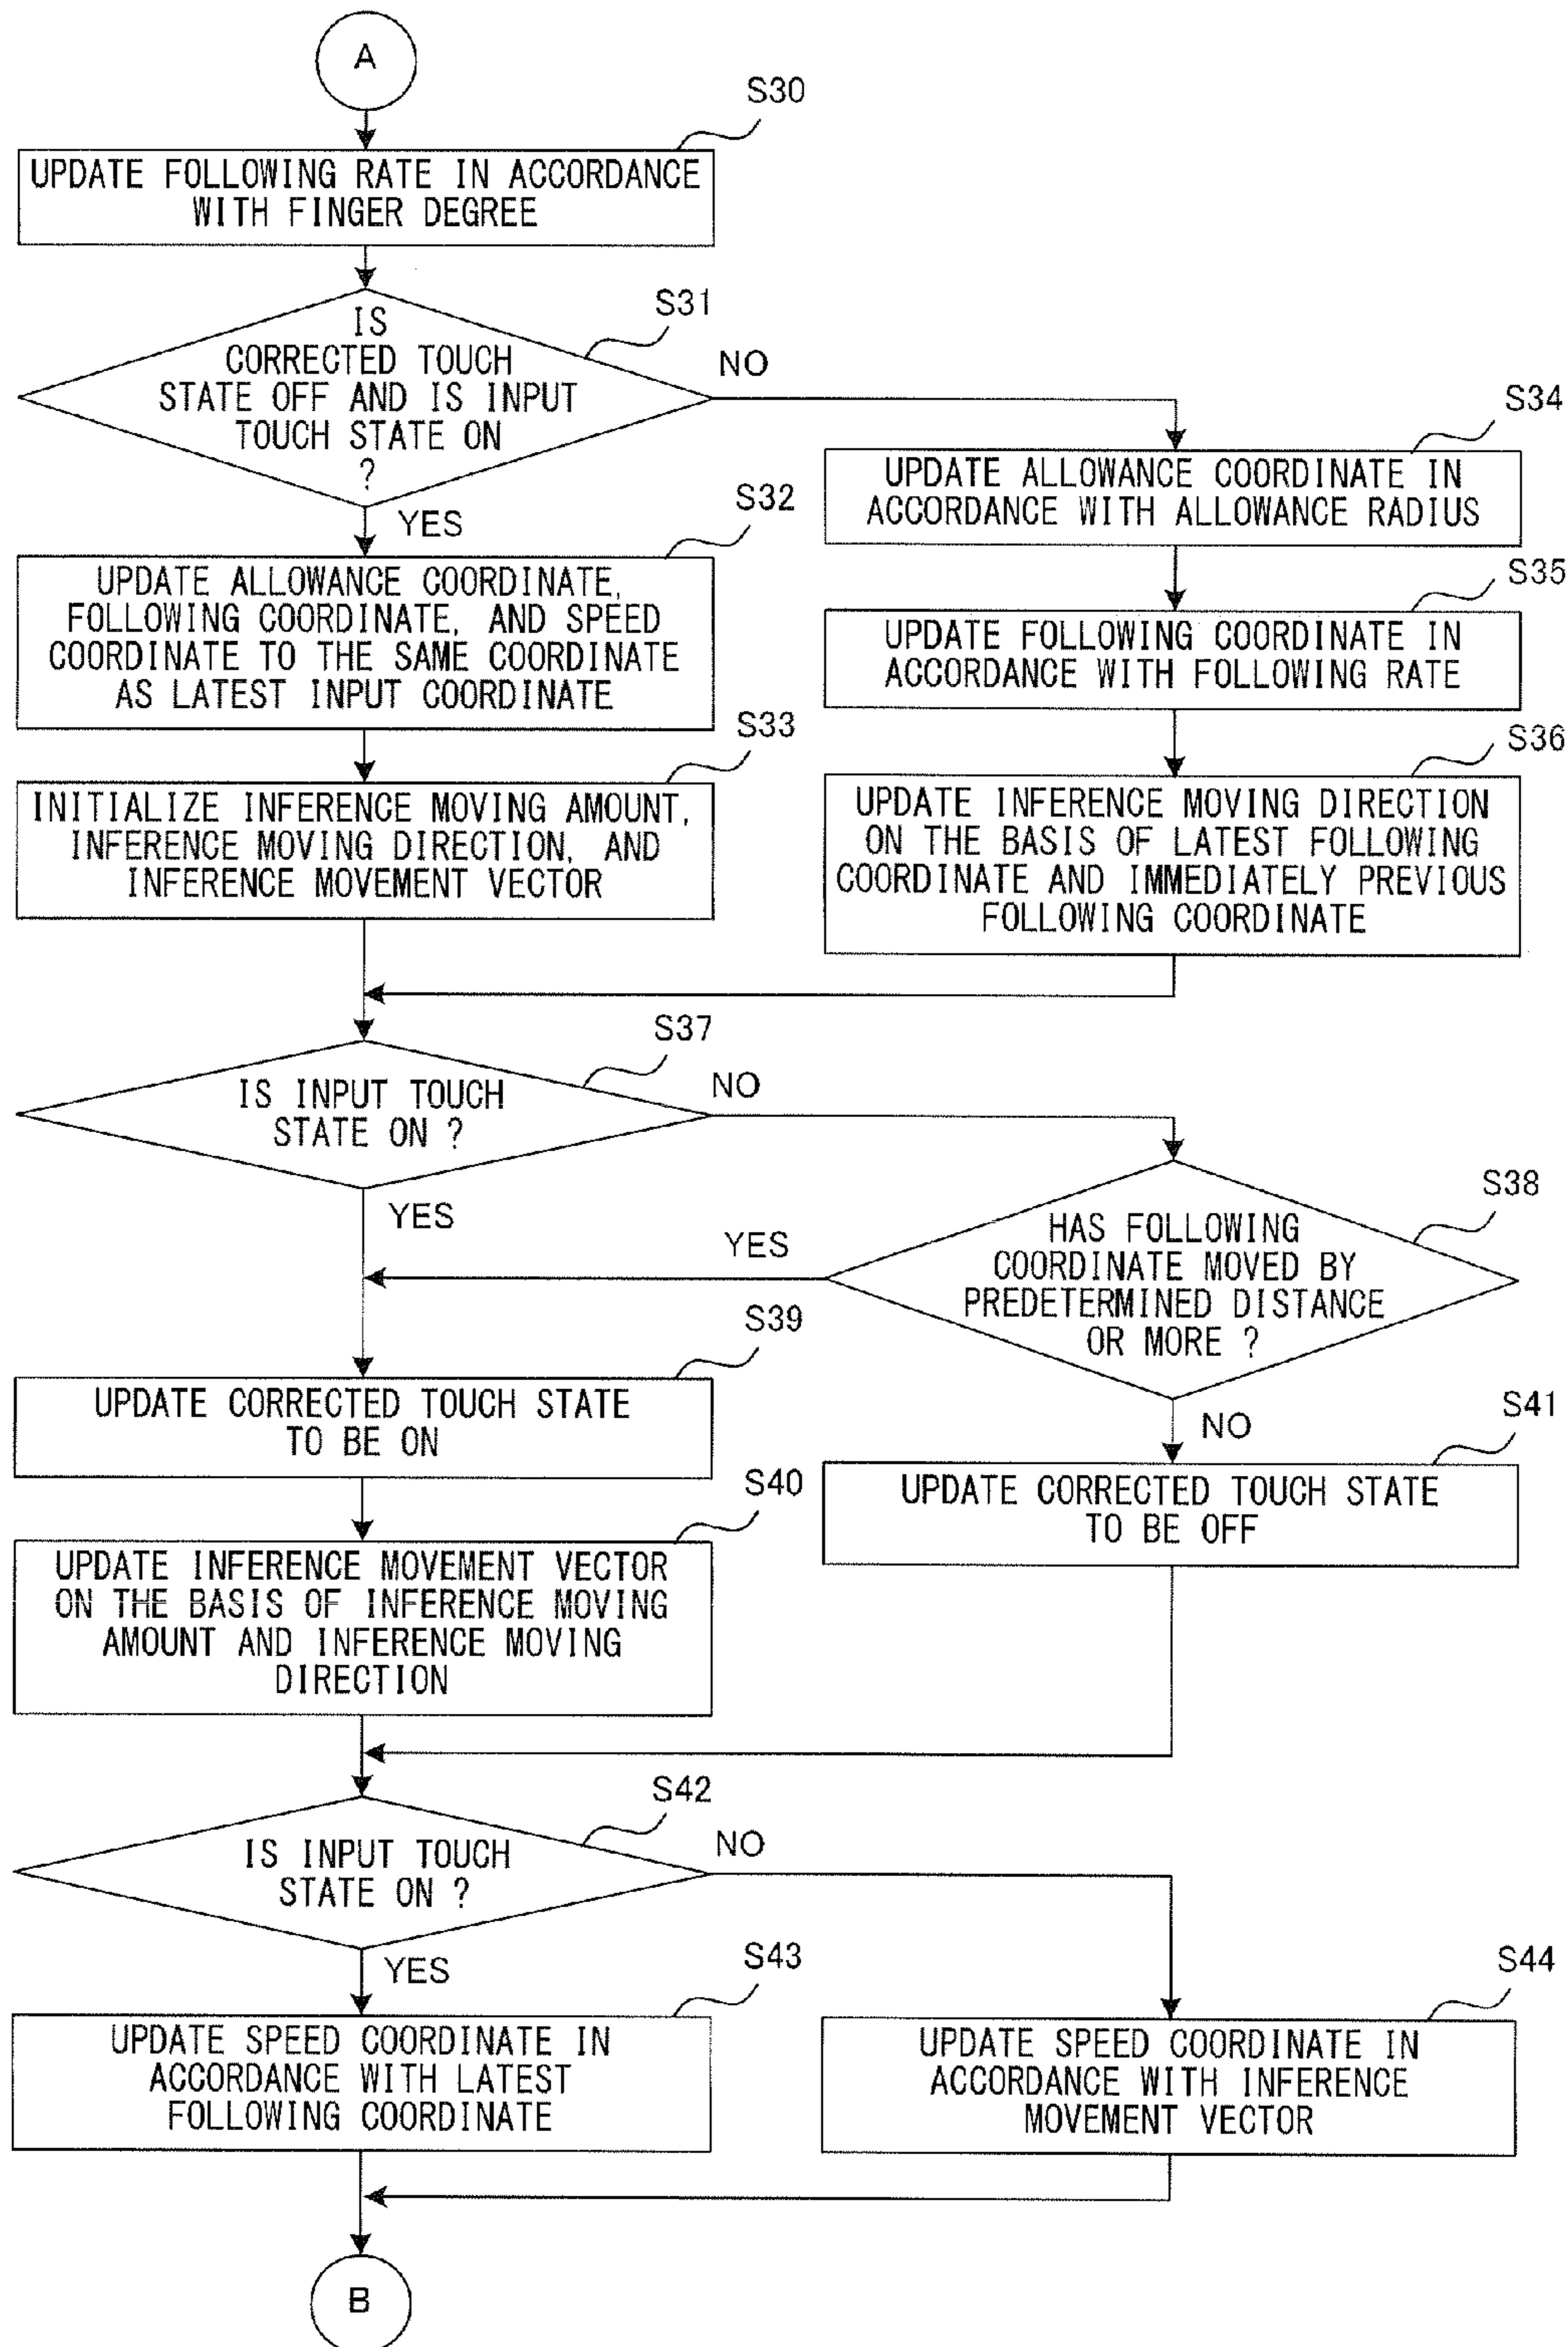 A
S30
UPDATE FOLLOWING RATE IN ACCORDANCE
WITH FINGER DEGREE
S31
IS
CORRECTED TOUCH
STATE OFF AND IS INPUT
TOUCH STATE ON
?
NO
YES
S32
UPDATE ALLOWANCE COORDINATE,
FOLLOWING COORDINATE, AND SPEED
COORDINATE TO THE SAME COORDINATE
AS LATEST INPUT COORDINATE
S33
INITIALIZE INFERENCE MOVING AMOUNT,
INFERENCE MOVING DIRECTION, AND
INFERENCE MOVEMENT VECTOR
S34
UPDATE ALLOWANCE COORDINATE IN
ACCORDANCE WITH ALLOWANCE RADIUS
S35
UPDATE FOLLOWING COORDINATE IN
ACCORDANCE WITH FOLLOWING RATE
S36
UPDATE INFERENCE MOVING DIRECTION
ON THE BASIS OF LATEST FOLLOWING
COORDINATE AND IMMEDIATELY PREVIOUS
FOLLOWING COORDINATE
S37
IS INPUT TOUCH
STATE ON ?
NO
YES
S38
HAS FOLLOWING
COORDINATE MOVED BY
PREDETERMINED DISTANCE
OR MORE ?
YES
NO
S39
UPDATE CORRECTED TOUCH STATE
TO BE ON
S40
UPDATE INFERENCE MOVEMENT VECTOR
ON THE BASIS OF INFERENCE MOVING
AMOUNT AND INFERENCE MOVING
DIRECTION
S41
UPDATE CORRECTED TOUCH STATE
TO BE OFF
S42
IS INPUT TOUCH
STATE ON ?
NO
YES
S43
UPDATE SPEED COORDINATE IN
ACCORDANCE WITH LATEST
FOLLOWING COORDINATE
S44
UPDATE SPEED COORDINATE IN
ACCORDANCE WITH INFERENCE
MOVEMENT VECTOR
B